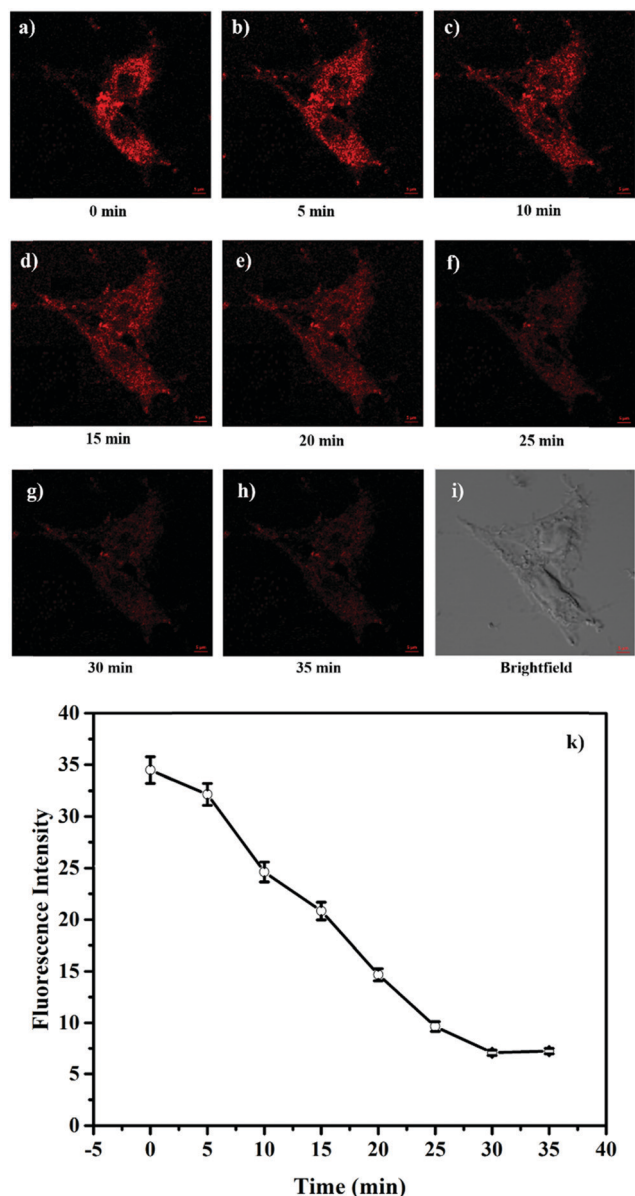 a) b) c)
0 min 5 min 10 min
d) e) f)
15 min 20 min 25 min
g) h) i)
30 min 35 min Brightfield
k)
40
35
30
25
20
15
10
5
0
Fluorescence Intensity
-5 0 5 10 15 20 25 30 35 40
Time (min)